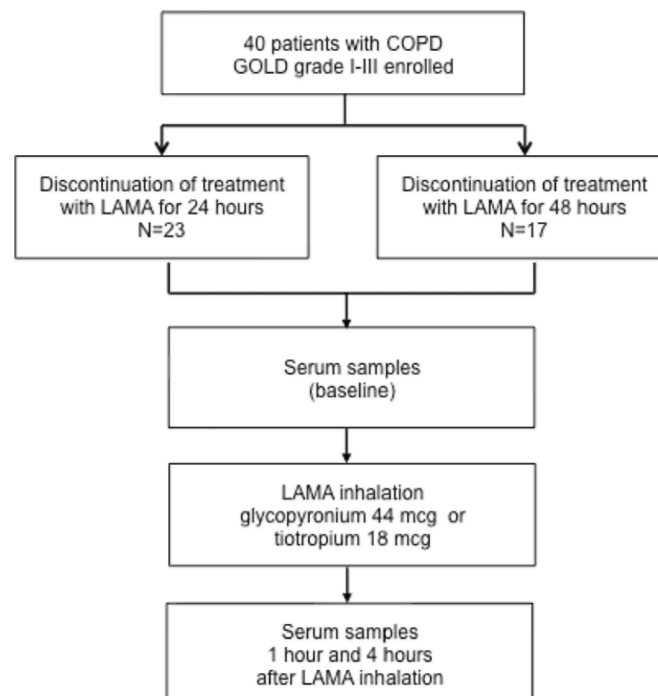 40 patients with COPD
GOLD grade I-III enrolled
Discontinuation of treatment
with LAMA for 24 hours
N=23
Discontinuation of treatment
with LAMA for 48 hours
N=17
Serum samples
(baseline)
LAMA inhalation
glycopyronium 44 mcg or
tiotropium 18 mcg
Serum samples
1 hour and 4 hours
after LAMA inhalation